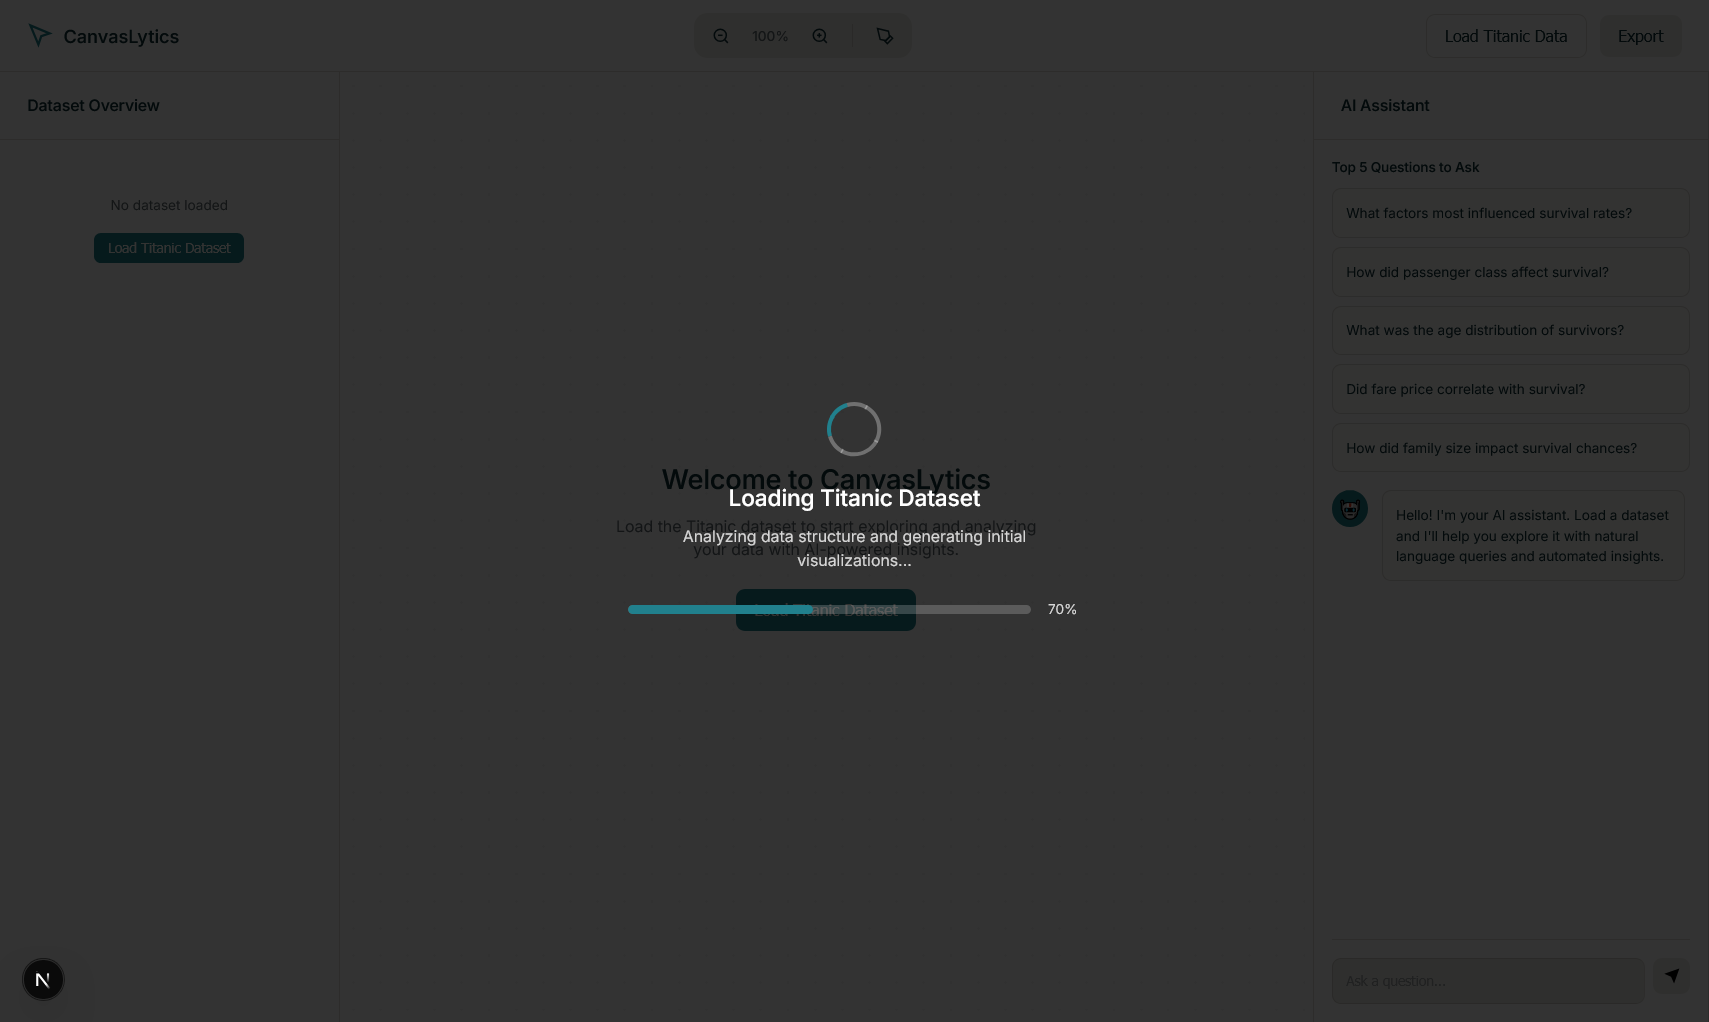 CanvasLytics
100%
Load Titanic Data
Export
Dataset Overview
No dataset loaded
Load Titanic Dataset
Welcome to CanvasLytics
Loading Titanic Dataset
Load the Titanic dataset to start exploring and analyzing
your data with AI-powered insights.
Analyzing data structure and generating initial
visualizations...
Load Titanic Dataset
70%
AI Assistant
Top 5 Questions to Ask
What factors most influenced survival rates?
How did passenger class affect survival?
What was the age distribution of survivors?
Did fare price correlate with survival?
How did family size impact survival chances?
Hello! I'm your AI assistant. Load a dataset
and I'll help you explore it with natural
language queries and automated insights.
Ask a question...
N